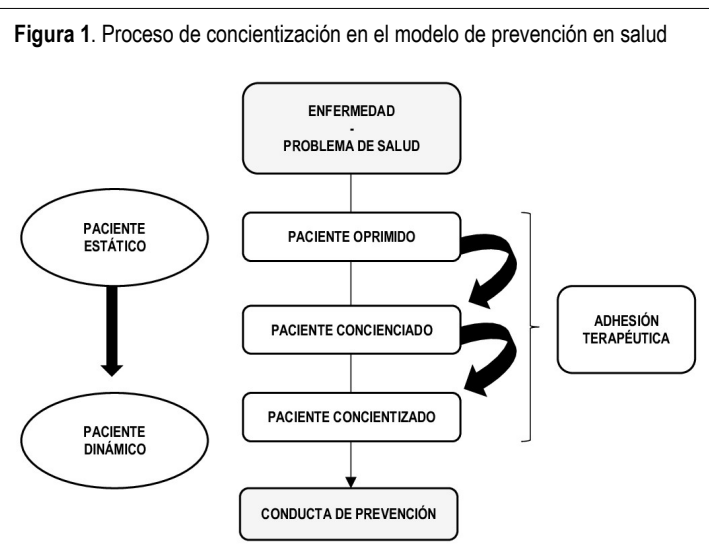 Figura 1. Proceso de concientización en el modelo de prevención en salud
ENFERMEDAD
-
PROBLEMA DE SALUD
PACIENTE
ESTÁTICO
PACIENTE OPRIMIDO
PACIENTE CONCIENCIADO
ADHESIÓN
TERAPÉUTICA
PACIENTE CONCIENTIZADO
PACIENTE
DINÁMICO
CONDUCTA DE PREVENCIÓN